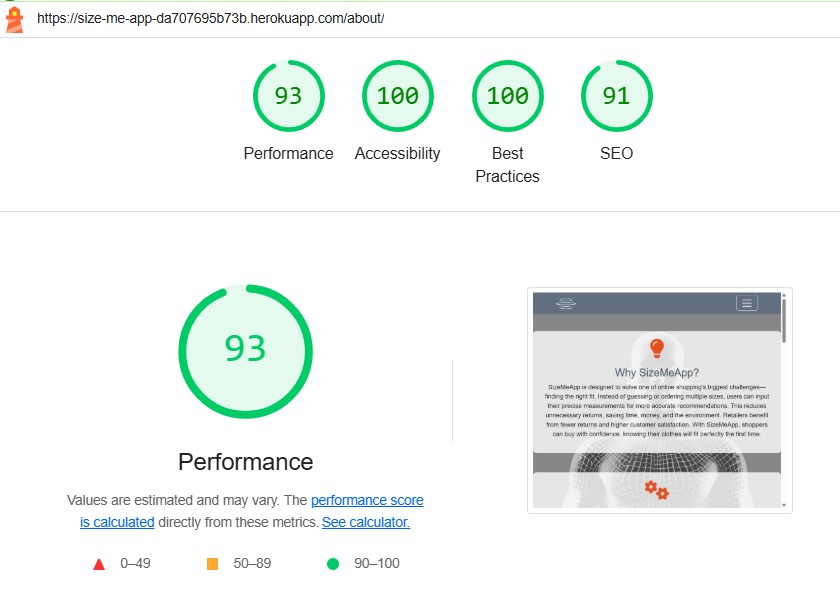 https://size-me-app-da707695b73b.herokuapp.com/about/
93
100
100
91
Performance
Accessibility
Best
Practices
SEO
93
Performance
Values are estimated and may vary. The performance score
is calculated directly from these metrics. See calculator.
0–49
50–89
90–100
Why SizeMeApp?
SizeMeApp is designed to solve one of online shopping's biggest challenges—
finding the right fit. Instead of guessing or ordering multiple sizes, users can input
their precise measurements for more accurate recommendations. This reduces
unnecessary returns, saving time, money, and the environment. Retailers benefit
from fewer returns and higher customer satisfaction. With SizeMeApp, shoppers
can buy with confidence, knowing their clothes will fit perfectly the first time.